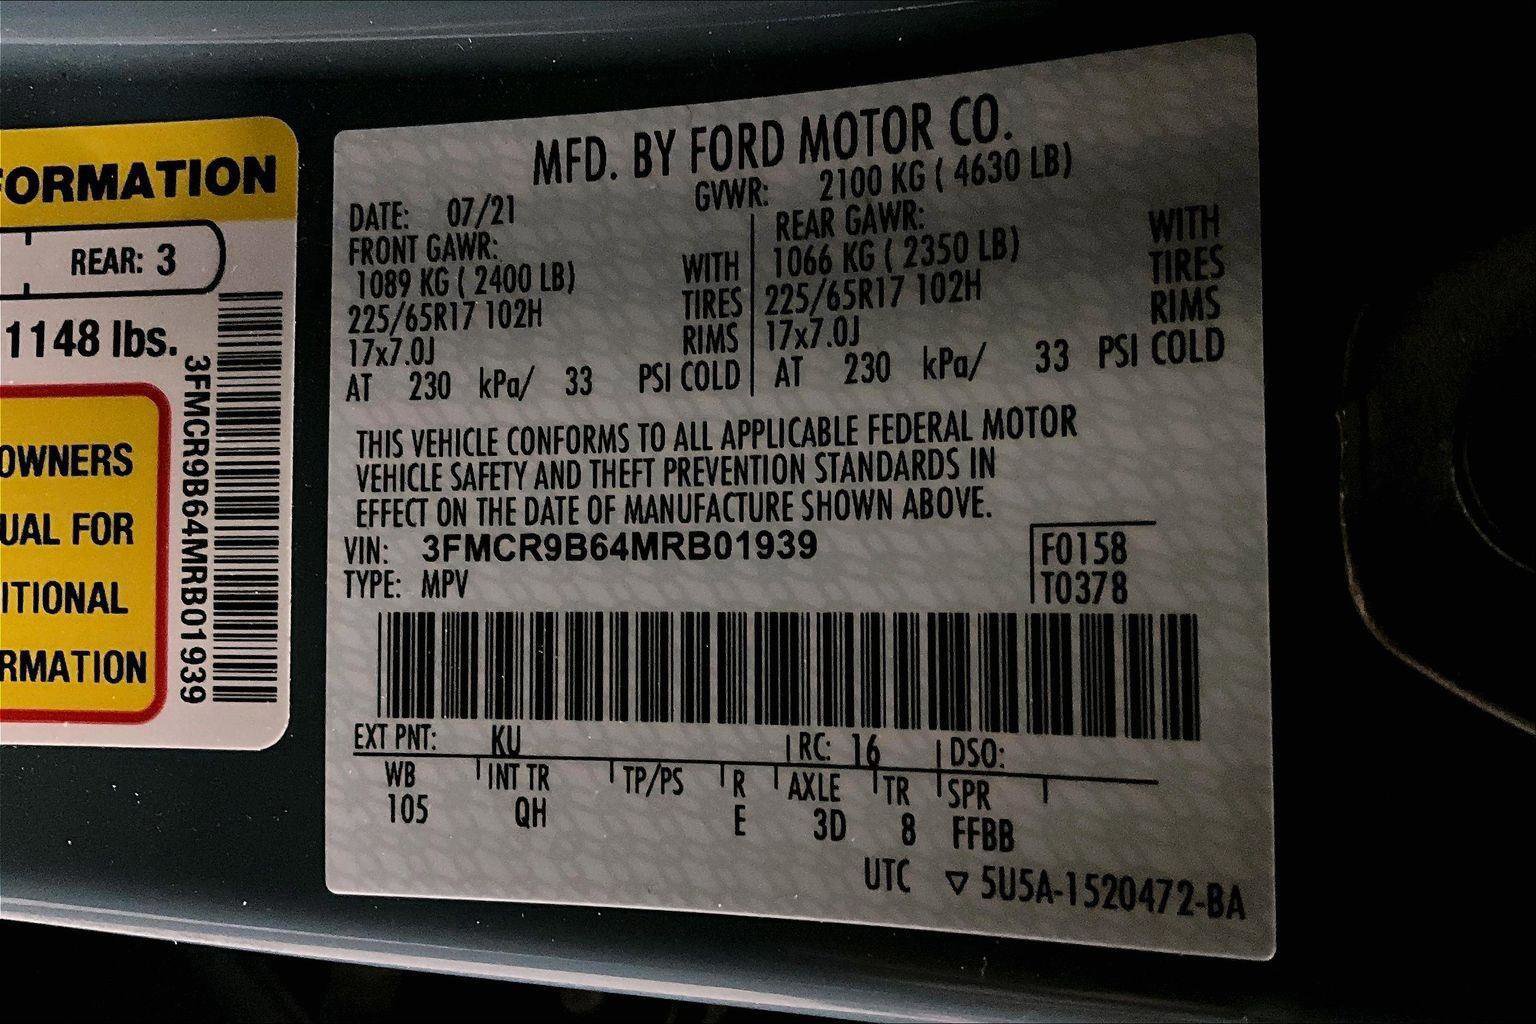 FORMATION
REAR: 3
1148 lbs.
OWNERS
UAL FOR
ITIONAL
RMATION
3FMCR9B64MRB01939
MFD. BY FORD MOTOR CO.
DATE: 07/21 GVWR: 2100 KG ( 4630 LB)
FRONT GAWR: REAR GAWR: WITH
1089 KG ( 2400 LB) WITH 1066 KG ( 2350 LB) TIRES
225/65R17 102H TIRES 225/65R17 102H RIMS
17x7.0J RIMS 17x7.0J
AT 230 kPa/ 33 PSI COLD AT 230 kPa/ 33 PSI COLD
THIS VEHICLE CONFORMS TO ALL APPLICABLE FEDERAL MOTOR
VEHICLE SAFETY AND THEFT PREVENTION STANDARDS IN
EFFECT ON THE DATE OF MANUFACTURE SHOWN ABOVE.
VIN: 3FMCR9B64MRB01939 F0158
TYPE: MPV T0378
EXT PNT: KU RC: 16 DSO:
WB INT TR TP/PS R AXLE TR SPR
105 QH E 3D 8 FFBB
UTC ▽ 5U5A-1520472-BA